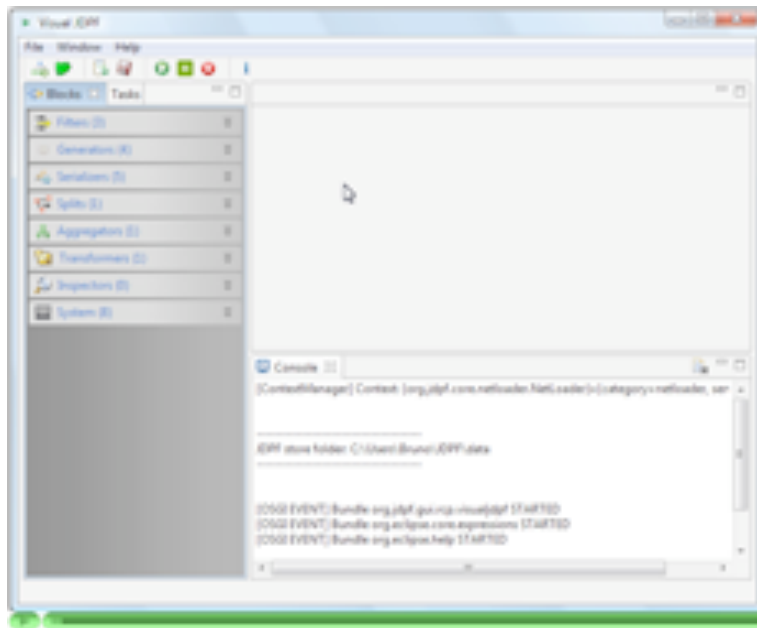 Visual JDPF
File Window Help
Blocks Tasks
Filters (2)
Generators (4)
Serializers (5)
Splits (1)
Aggregators (1)
Transformers (1)
Inspectors (0)
System (8)
Console
[ContextManager] Context: [org.jdpf.core.netloader.NetLoader]={category=netloader, ser
JDPF store folder: C:\Users\Bruno\JDPF\data
[OSGI EVENT] Bundle org.jdpf.gui.rcp.visualjdpf STARTED
[OSGI EVENT] Bundle org.eclipse.core.expressions STARTED
[OSGI EVENT] Bundle org.eclipse.help STARTED